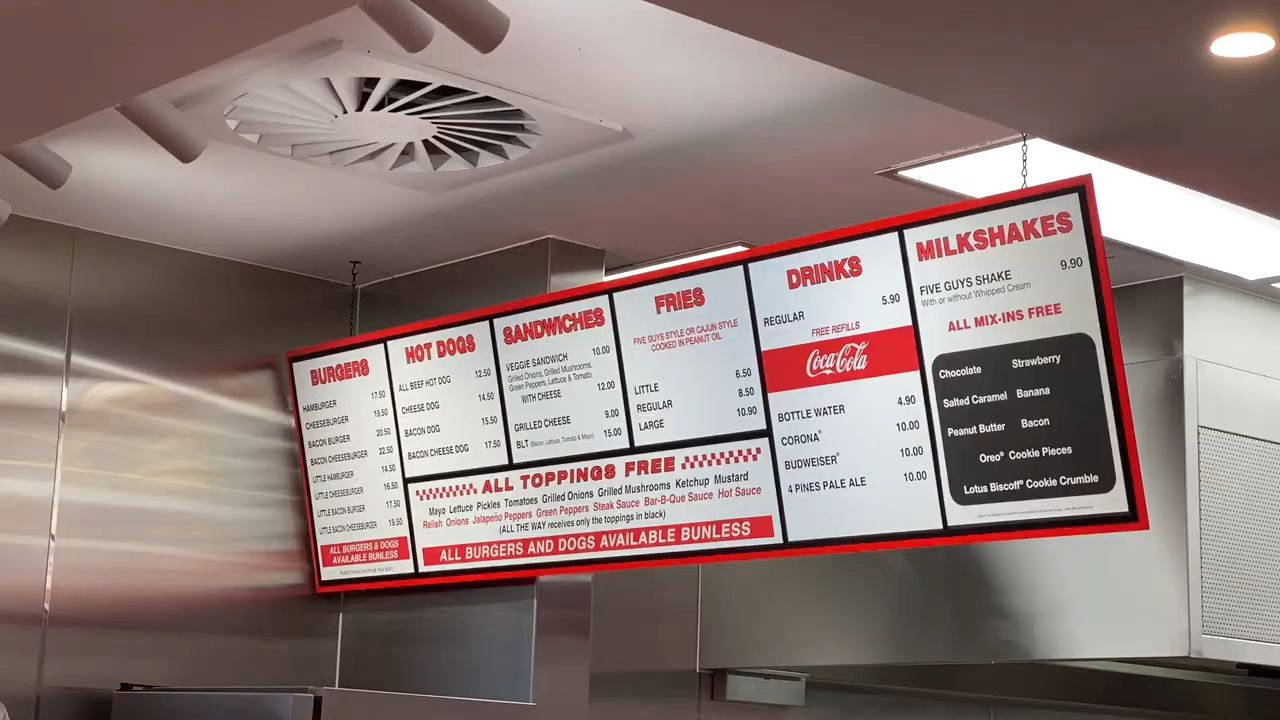 BURGERS
HAMBURGER 17.50
CHEESEBURGER 19.50
BACON BURGER 20.50
BACON CHEESEBURGER 22.50
LITTLE HAMBURGER 14.50
LITTLE CHEESEBURGER 16.50
LITTLE BACON BURGER 17.50
LITTLE BACON CHEESEBURGER 19.50
ALL BURGERS & DOGS
AVAILABLE BUNLESS
HOT DOGS
ALL BEEF HOT DOG 12.50
CHEESE DOG 14.50
BACON DOG 15.50
BACON CHEESE DOG 17.50
SANDWICHES
VEGGIE SANDWICH 10.00
Grilled Onions, Grilled Mushrooms,
Green Peppers, Lettuce & Tomato
WITH CHEESE 12.00
GRILLED CHEESE 9.00
BLT (Bacon, Lettuce, Tomato & Mayo) 15.00
FRIES
FIVE GUYS STYLE OR CAJUN STYLE
COOKED IN PEANUT OIL
LITTLE 6.50
REGULAR 8.50
LARGE 10.90
ALL TOPPINGS FREE
Mayo Lettuce Pickles Tomatoes Grilled Onions Grilled Mushrooms Ketchup Mustard
Relish Onions Jalapeño Peppers Green Peppers Steak Sauce Bar-B-Que Sauce Hot Sauce
(ALL THE WAY receives only the toppings in black)
ALL BURGERS AND DOGS AVAILABLE BUNLESS
DRINKS
REGULAR 5.90
FREE REFILLS
Coca-Cola
BOTTLE WATER 4.90
CORONA® 10.00
BUDWEISER® 10.00
4 PINES PALE ALE 10.00
MILKSHAKES
FIVE GUYS SHAKE 9.90
With or without Whipped Cream
ALL MIX-INS FREE
Chocolate Strawberry
Salted Caramel Banana
Peanut Butter Bacon
Oreo® Cookie Pieces
Lotus Biscoff® Cookie Crumble